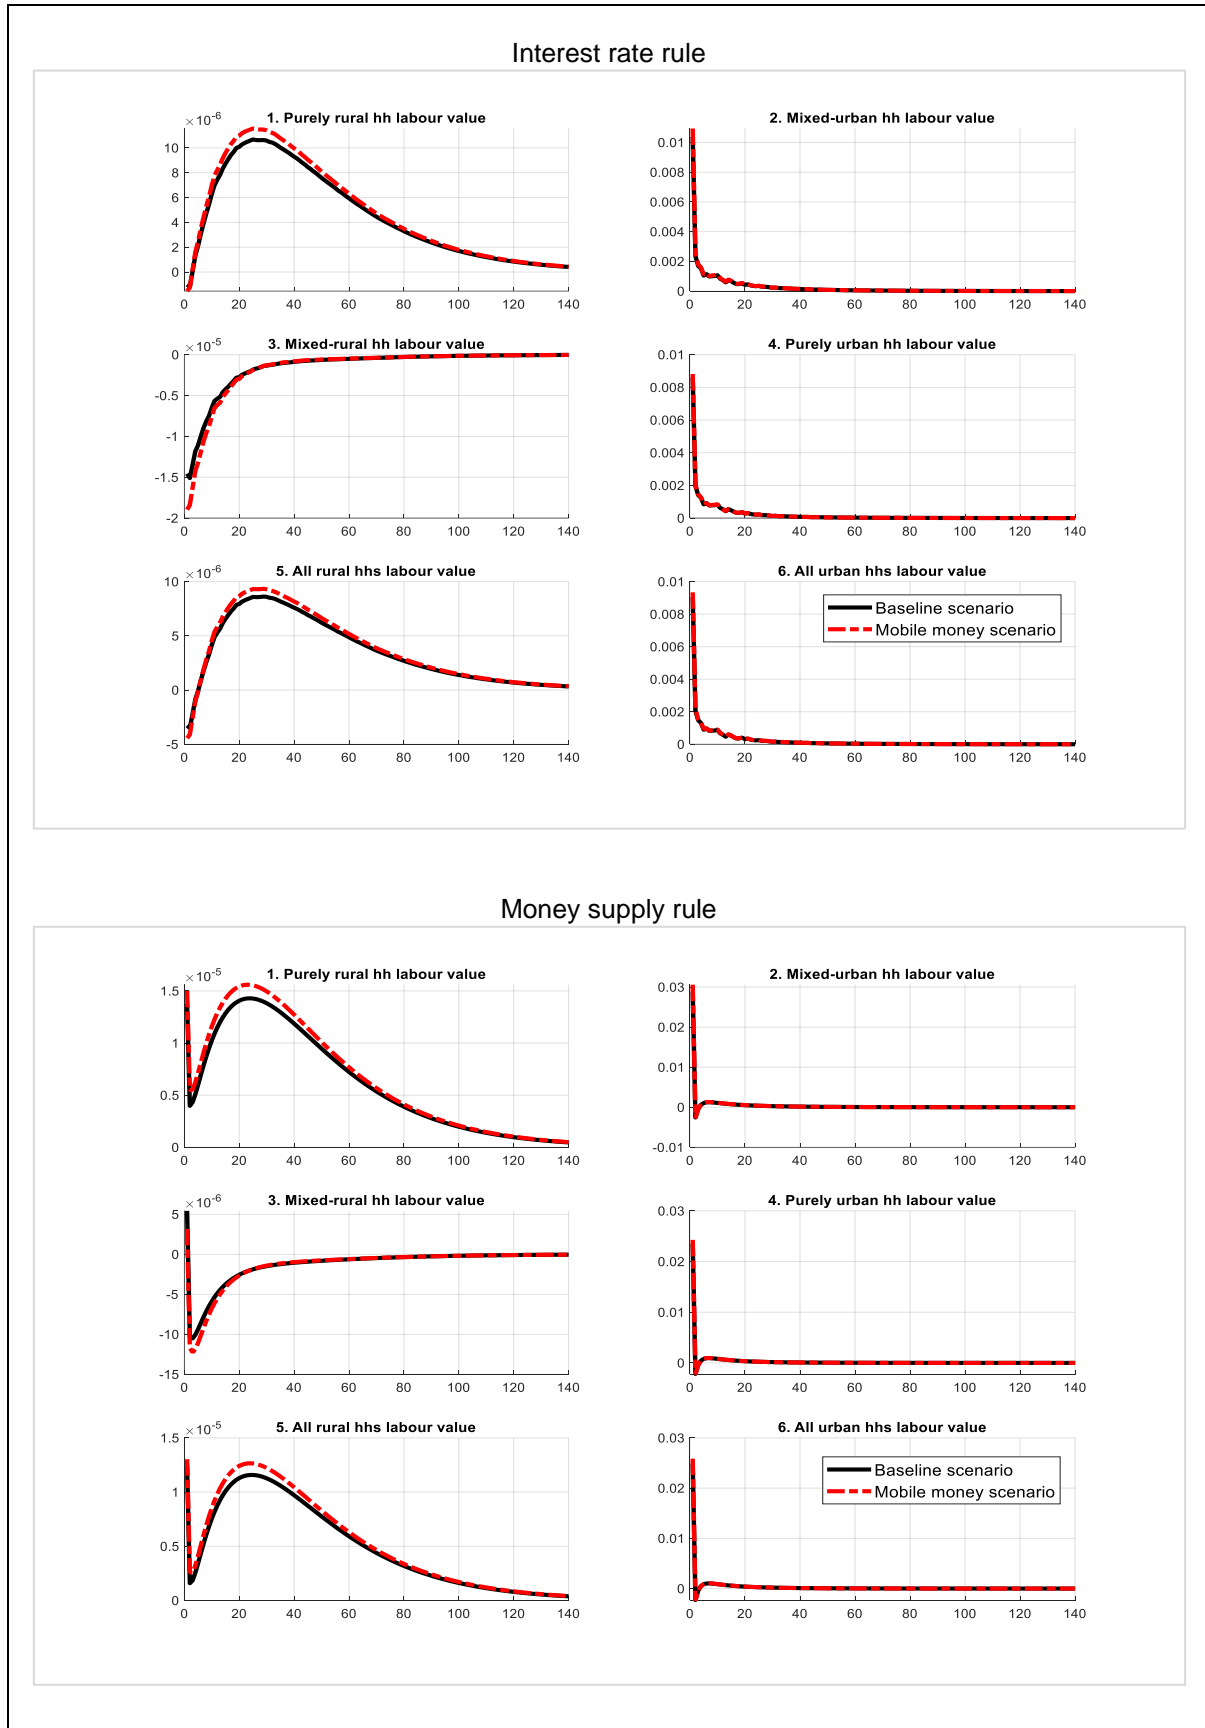 Interest rate rule
1. Purely rural hh labour value
×10-6
10
8
6
4
2
0
0 20 40 60 80 100 120 140
2. Mixed-urban hh labour value
0.01
0.008
0.006
0.004
0.002
0
0 20 40 60 80 100 120 140
3. Mixed-rural hh labour value
0 ×10-5
-0.5
-1
-1.5
-2
0 20 40 60 80 100 120 140
4. Purely urban hh labour value
0.01
0.008
0.006
0.004
0.002
0
0 20 40 60 80 100 120 140
5. All rural hhs labour value
10 ×10-6
5
0
-5
0 20 40 60 80 100 120 140
6. All urban hhs labour value
0.01
0.008
0.006
0.004
0.002
0
0 20 40 60 80 100 120 140
Baseline scenario
Mobile money scenario
Money supply rule
1. Purely rural hh labour value
×10-5
1.5
1
0.5
0
0 20 40 60 80 100 120 140
2. Mixed-urban hh labour value
0.03
0.02
0.01
0
-0.01
0 20 40 60 80 100 120 140
3. Mixed-rural hh labour value
×10-6
5
0
-5
-10
-15
0 20 40 60 80 100 120 140
4. Purely urban hh labour value
0.03
0.02
0.01
0
0 20 40 60 80 100 120 140
5. All rural hhs labour value
1.5 ×10-5
1
0.5
0
0 20 40 60 80 100 120 140
6. All urban hhs labour value
0.03
0.02
0.01
0
0 20 40 60 80 100 120 140
Baseline scenario
Mobile money scenario